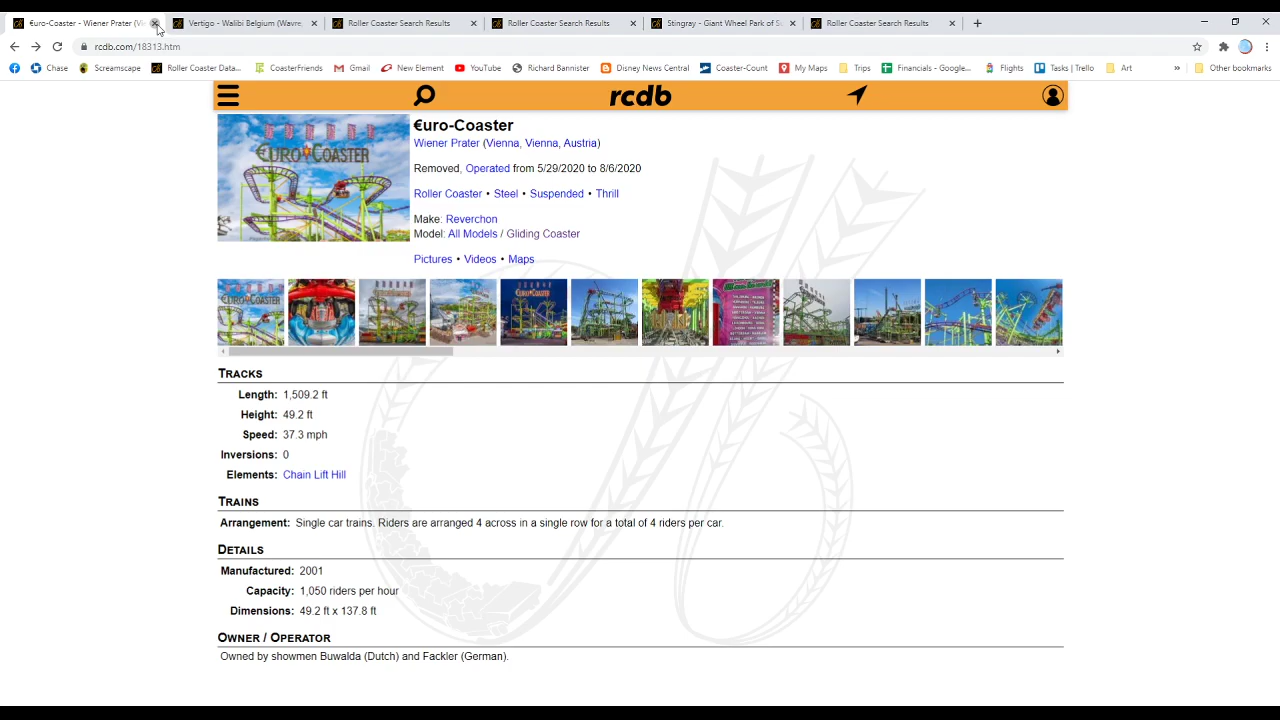 €uro-Coaster - Wiener Prater (Vi
Vertigo - Walibi Belgium (Wavre,
Roller Coaster Search Results
Roller Coaster Search Results
Stingray - Giant Wheel Park of Su
Roller Coaster Search Results
rcdb.com/18313.htm
Chase
Screamscape
Roller Coaster Data...
CoasterFriends
Gmail
New Element
YouTube
Richard Bannister
Disney News Central
Coaster-Count
My Maps
Trips
Financials - Google...
Flights
Tasks | Trello
Art
»
Other bookmarks
rcdb
€uro-Coaster
Wiener Prater (Vienna, Vienna, Austria)
Removed, Operated from 5/29/2020 to 8/6/2020
Roller Coaster • Steel • Suspended • Thrill
Make: Reverchon
Model: All Models / Gliding Coaster
Pictures • Videos • Maps
€URO COASTER
TRACKS
Length: 1,509.2 ft
Height: 49.2 ft
Speed: 37.3 mph
Inversions: 0
Elements: Chain Lift Hill
TRAINS
Arrangement: Single car trains. Riders are arranged 4 across in a single row for a total of 4 riders per car.
DETAILS
Manufactured: 2001
Capacity: 1,050 riders per hour
Dimensions: 49.2 ft x 137.8 ft
OWNER / OPERATOR
Owned by showmen Buwalda (Dutch) and Fackler (German).